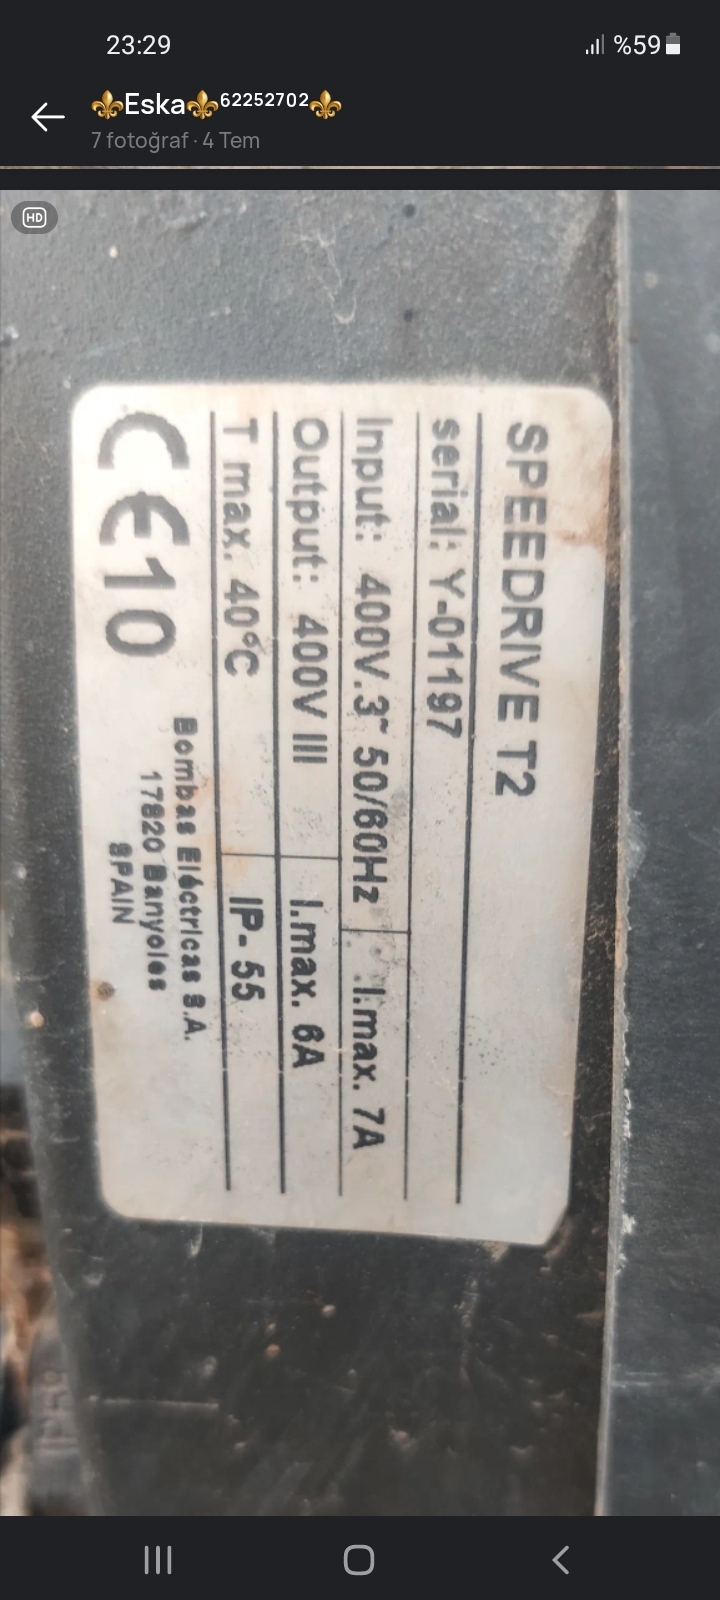 23:29
%59
⚜Eska⚜⁶²²⁵²⁷⁰²⚜
7 fotoğraf · 4 Tem
HD
SPEEDRIVE T2
serial: Y-01197
Input: 400V.3~ 50/60Hz I.max. 7A
Output: 400V III I.max. 6A
T max. 40°C IP-55
CE10
Bombas Eléctricas S.A.
17820 Banyoles
SPAIN